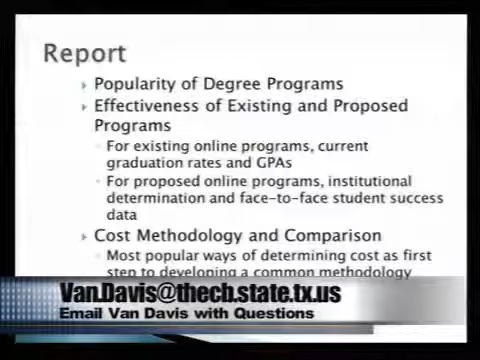 Report
Popularity of Degree Programs
Effectiveness of Existing and Proposed
Programs
For existing online programs, current
graduation rates and GPAs
For proposed online programs, institutional
determination and face-to-face student success
data
Cost Methodology and Comparison
Most popular ways of determining cost as first
step to developing a common methodology
Van.Davis@thecb.state.tx.us
Email Van Davis with Questions